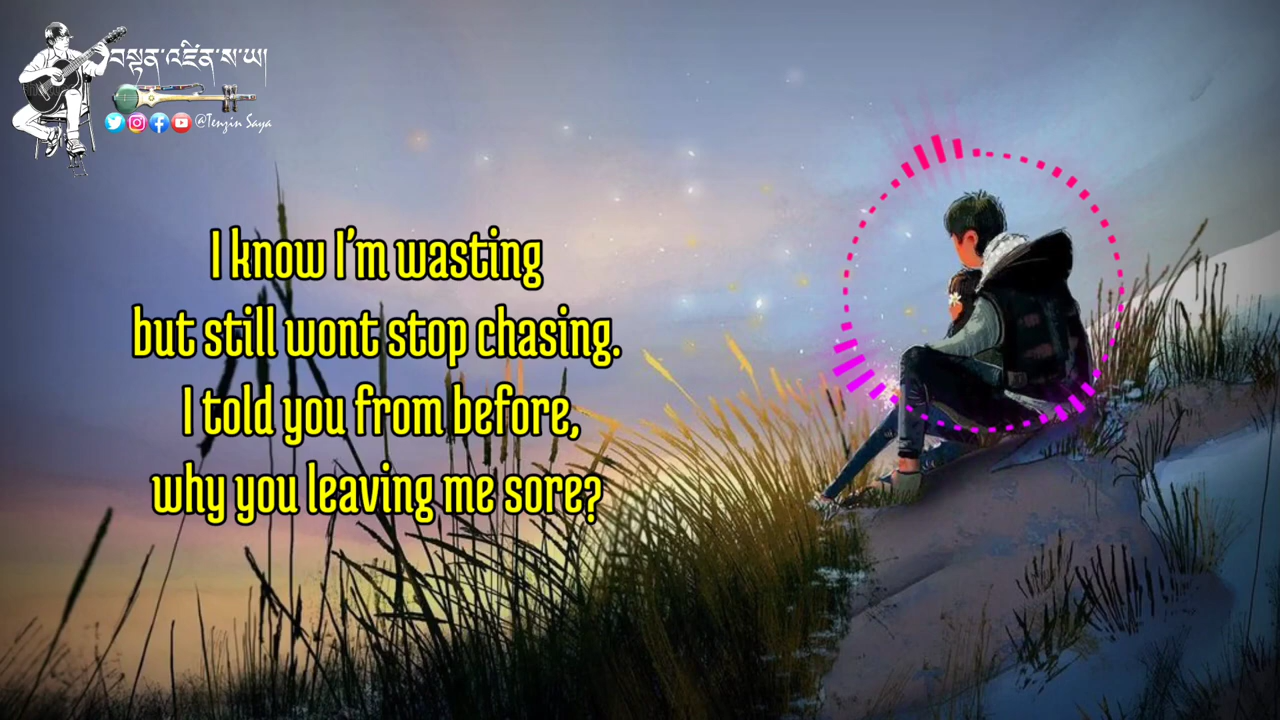 བསྟན་འཛིན་ས་ཡ།
@Tenzin Saya
I know I'm wasting
but still wont stop chasing.
I told you from before,
why you leaving me sore?